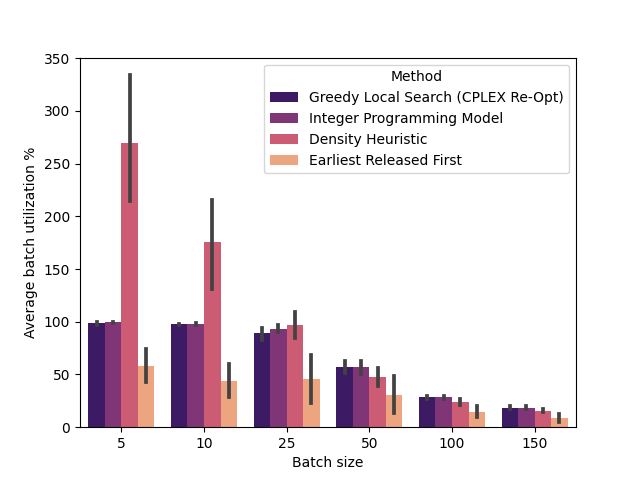 350
300
250
200
150
100
50
0
Average batch utilization %
Method
Greedy Local Search (CPLEX Re-Opt)
Integer Programming Model
Density Heuristic
Earliest Released First
5 10 25 50 100 150
Batch size